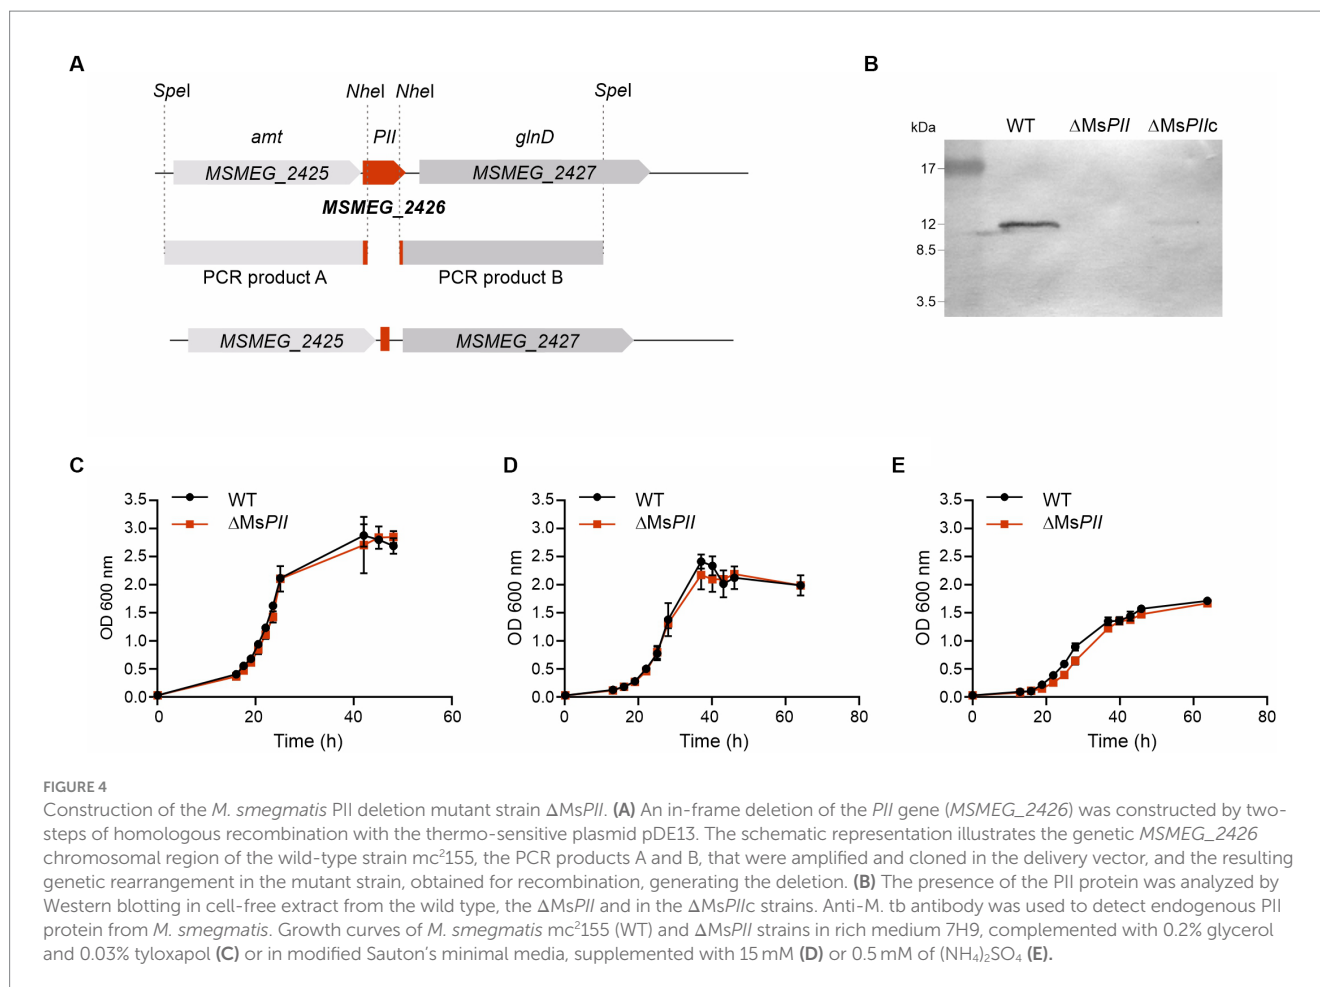 A
SpeI NheI NheI SpeI
amt PII glnD
MSMEG_2425 MSMEG_2427
MSMEG_2426
PCR product A PCR product B
MSMEG_2425 MSMEG_2427
B
kDa WT ΔMsPII ΔMsPIIc
17
12
8.5
3.5
C
WT
ΔMsPII
3.5
3.0
2.5
2.0
1.5
1.0
0.5
0.0
OD 600 nm
0 20 40 60
Time (h)
D
WT
ΔMsPII
3.5
3.0
2.5
2.0
1.5
1.0
0.5
0.0
OD 600 nm
0 20 40 60 80
Time (h)
E
WT
ΔMsPII
3.5
3.0
2.5
2.0
1.5
1.0
0.5
0.0
OD 600 nm
0 20 40 60 80
Time (h)
FIGURE 4
Construction of the M. smegmatis PII deletion mutant strain ΔMsPII. (A) An in-frame deletion of the PII gene (MSMEG_2426) was constructed by two-
steps of homologous recombination with the thermo-sensitive plasmid pDE13. The schematic representation illustrates the genetic MSMEG_2426
chromosomal region of the wild-type strain mc²155, the PCR products A and B, that were amplified and cloned in the delivery vector, and the resulting
genetic rearrangement in the mutant strain, obtained for recombination, generating the deletion. (B) The presence of the PII protein was analyzed by
Western blotting in cell-free extract from the wild type, the ΔMsPII and in the ΔMsPIIc strains. Anti-M. tb antibody was used to detect endogenous PII
protein from M. smegmatis. Growth curves of M. smegmatis mc²155 (WT) and ΔMsPII strains in rich medium 7H9, complemented with 0.2% glycerol
and 0.03% tyloxapol (C) or in modified Sauton's minimal media, supplemented with 15 mM (D) or 0.5 mM of (NH₄)₂SO₄ (E).